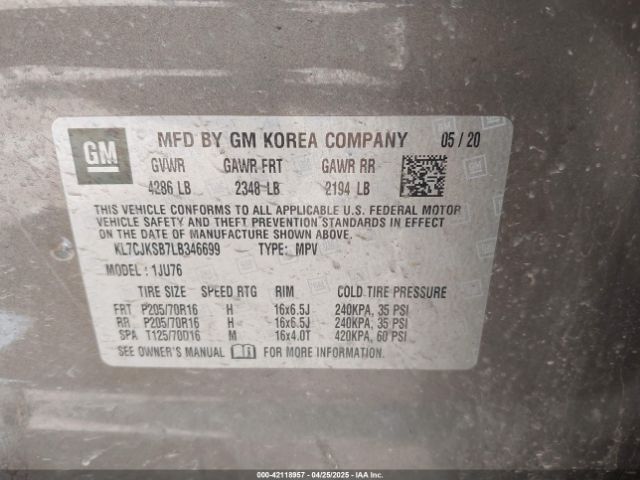 GM
MFD BY GM KOREA COMPANY 05 / 20
GVWR GAWR FRT GAWR RR
4286 LB 2348 LB 2194 LB
THIS VEHICLE CONFORMS TO ALL APPLICABLE U.S. FEDERAL MOTOR
VEHICLE SAFETY AND THEFT PREVENTION STANDARDS IN EFFECT
ON THE DATE OF MANUFACTURE SHOWN ABOVE.
KL7CJKSB7LB346699 TYPE: MPV
MODEL : 1JU76
TIRE SIZE SPEED RTG RIM COLD TIRE PRESSURE
FRT P205/70R16 H 16x6.5J 240KPA, 35 PSI
RR P205/70R16 H 16x6.5J 240KPA, 35 PSI
SPA T125/70D16 M 16x4.0T 420KPA, 60 PSI
SEE OWNER'S MANUAL FOR MORE INFORMATION.
000-42118957 - 04/25/2025 - IAAI.COM